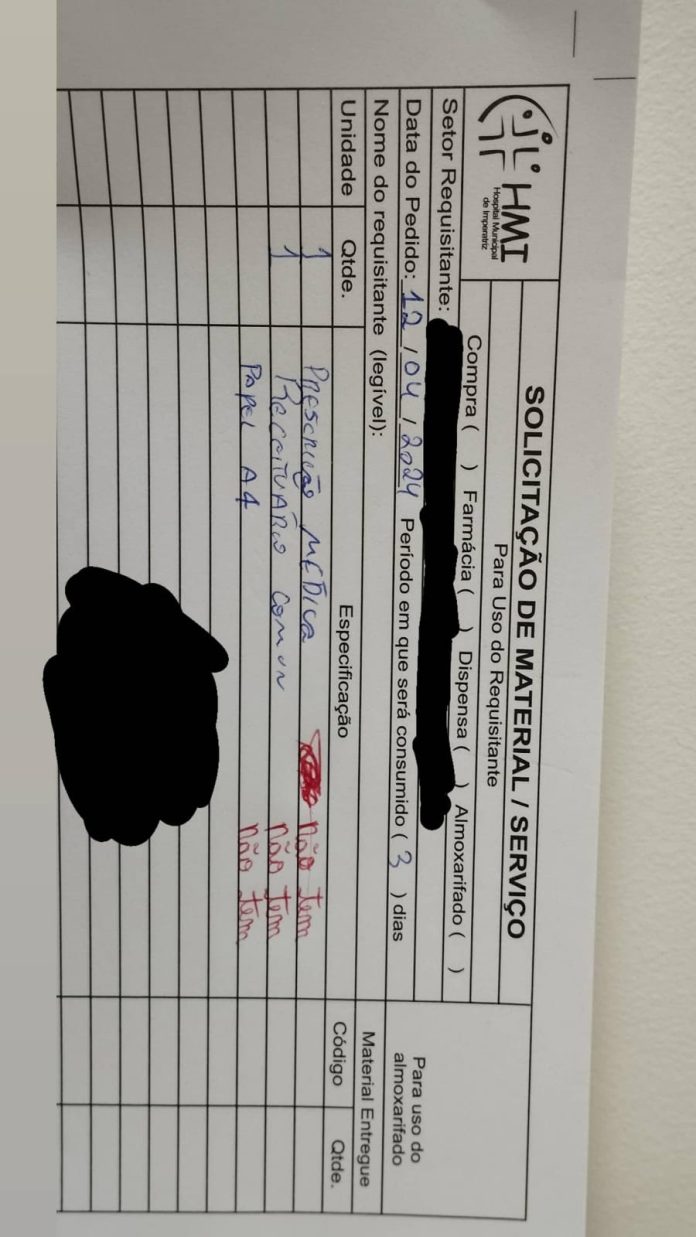 HMI
Hospital Municipal
de Imperatriz
SOLICITAÇÃO DE MATERIAL / SERVIÇO
Para Uso do Requisitante
Compra ( ) Farmácia ( ) Dispensa ( ) Almoxarifado ( )
Para uso do
almoxarifado
Setor Requisitante:
Data do Pedido: 12 / 04 / 2024 Período em que será consumido ( 3 ) dias
Nome do requisitante (legível):
Material Entregue
Unidade Qtde. Especificação Código Qtde.
1 Prescrição Médica não tem
1 Receituário Comun não tem
Papel A4 não tem